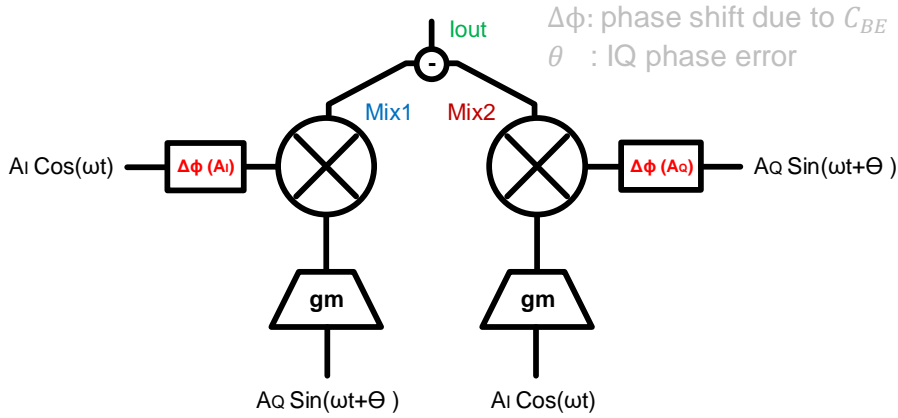 Δϕ: phase shift due to C_BE
θ : IQ phase error
Iout
-
Mix1
Mix2
AI Cos(ωt)
Δϕ (AI)
Δϕ (AQ)
AQ Sin(ωt+Θ )
gm
gm
AQ Sin(ωt+Θ )
AI Cos(ωt)